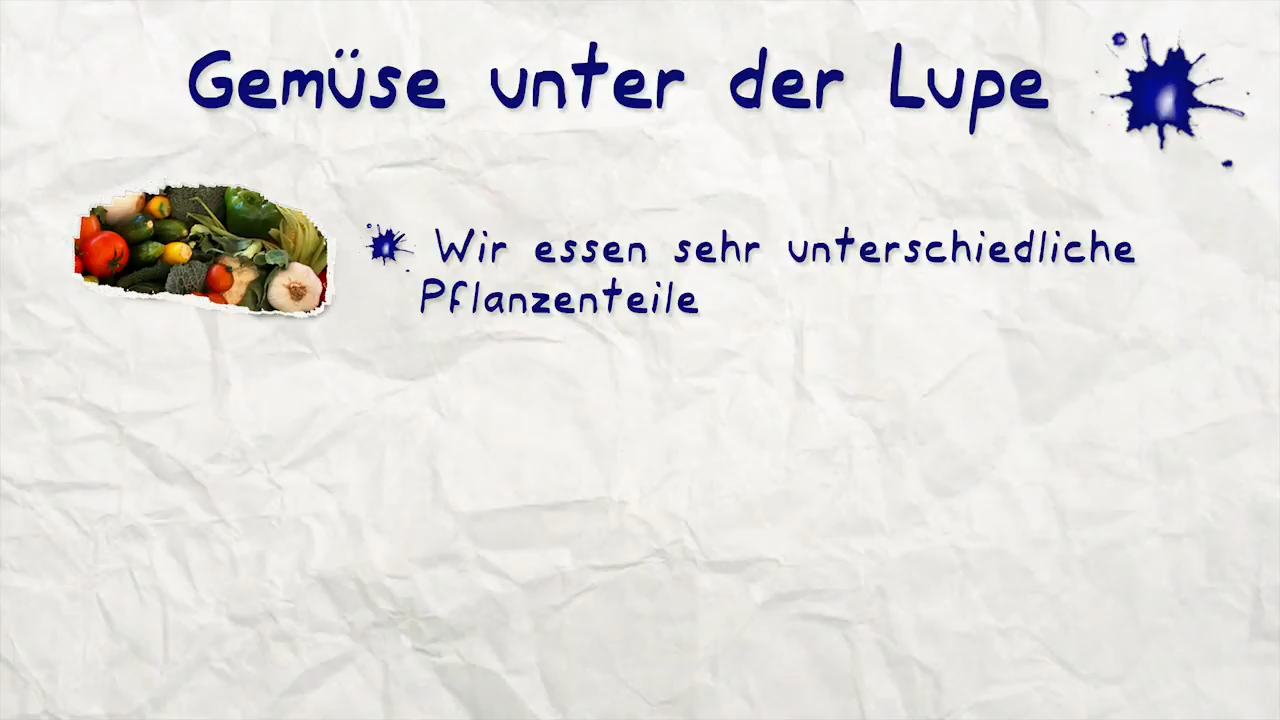 Gemüse unter der Lupe
Wir essen sehr unterschiedliche
Pflanzenteile